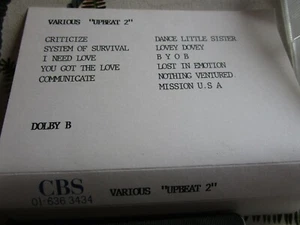 VARIOUS "UPBEAT 2"
CRITICIZE
SYSTEM OF SURVIVAL
I NEED LOVE
YOU GOT THE LOVE
COMMUNICATE
DANCE LITTLE SISTER
LOVEY DOVEY
B Y O B
LOST IN EMOTION
NOTHING VENTURED
MISSION U.S A
DOLBY B
CBS
01-636 3434
VARIOUS "UPBEAT 2"